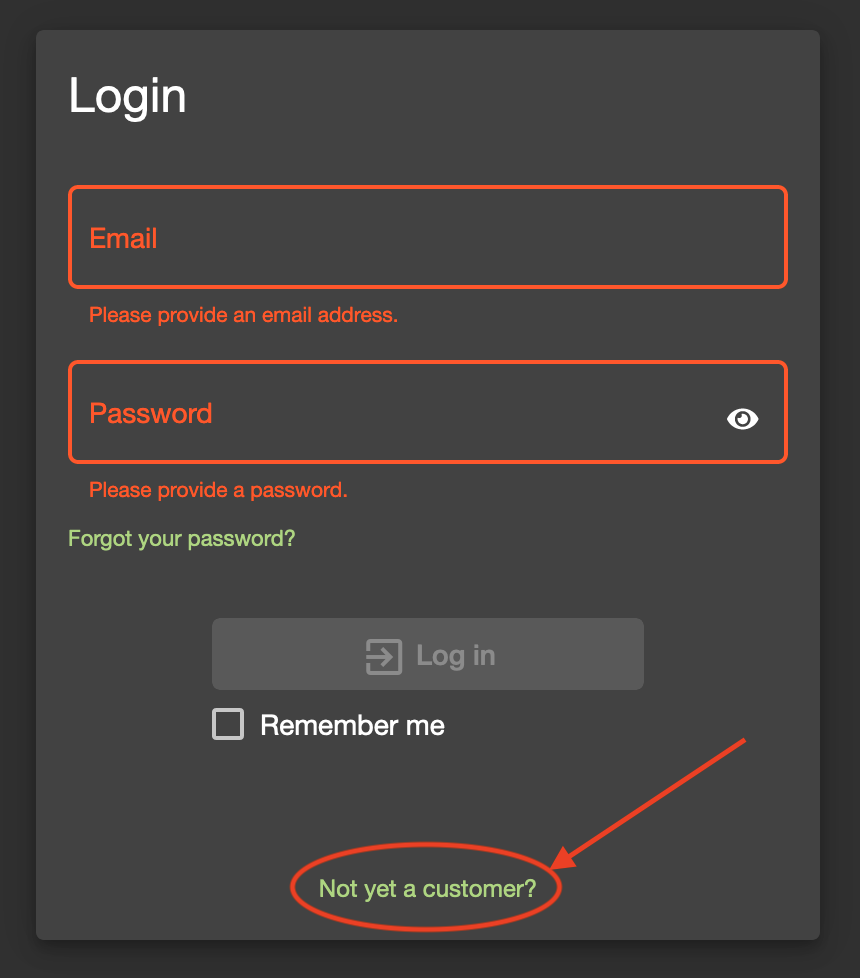 Login
Email
Please provide an email address.
Password
Please provide a password.
Forgot your password?
Log in
Remember me
Not yet a customer?